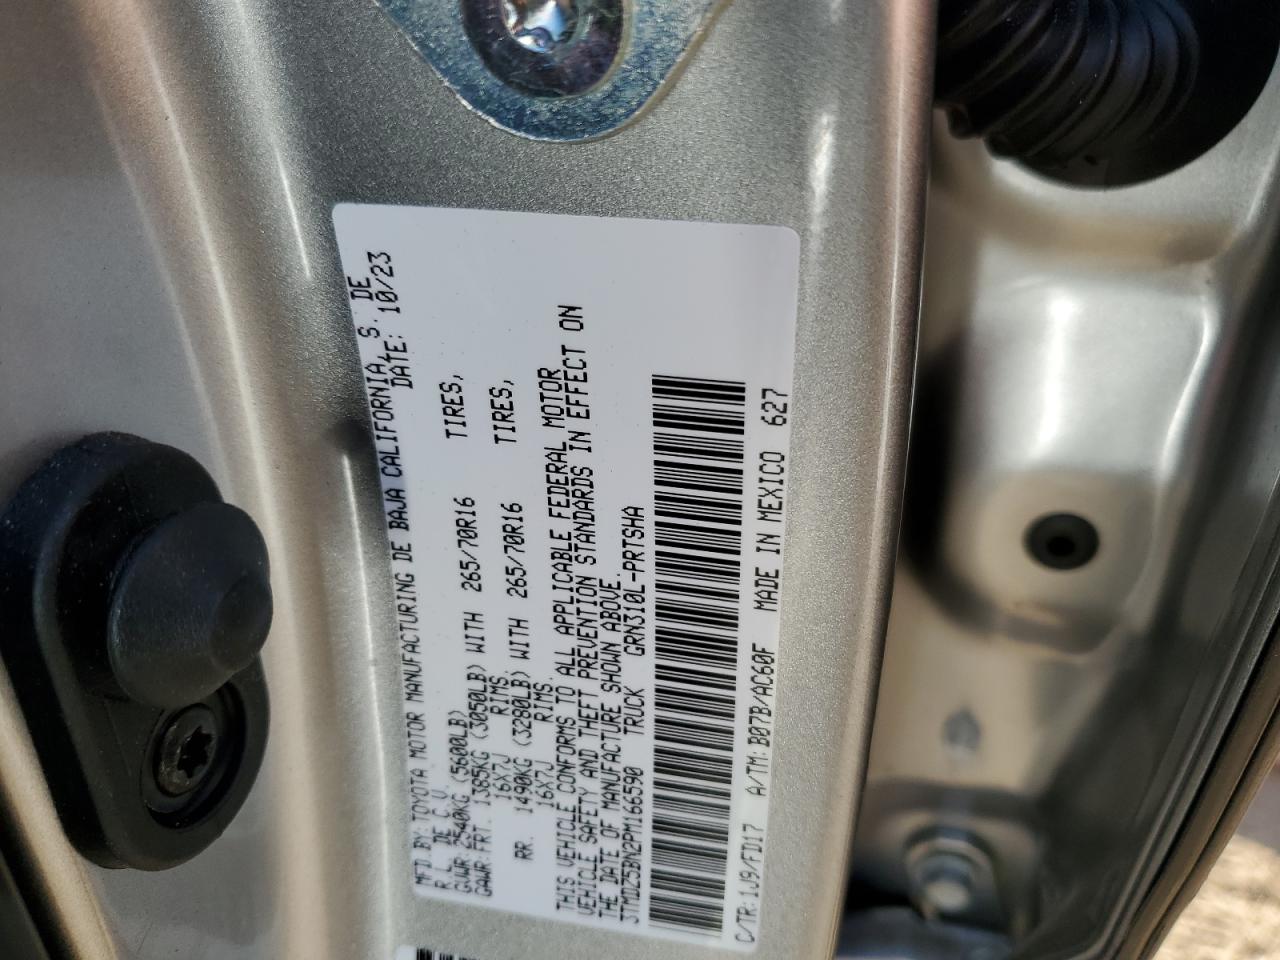 MFD.BY: TOYOTA MOTOR MANUFACTURING DE BAJA CALIFORNIA, S. DE
R.L. DE C.V. DATE: 10/23
GVWR: 2540KG (5600LB)
GAWR: FRT. 1385KG (3050LB) WITH 265/70R16 TIRES,
16X7J RIMS,
RR. 1490KG (3280LB) WITH 265/70R16 TIRES,
16X7J RIMS.
THIS VEHICLE CONFORMS TO ALL APPLICABLE FEDERAL MOTOR
VEHICLE SAFETY AND THEFT PREVENTION STANDARDS IN EFFECT ON
THE DATE OF MANUFACTURE SHOWN ABOVE.
3TMDZ5BN2PM166590 TRUCK GRN310L-PRTSHA
C/TR: 1J9/FD17 A/TM: B07B/AC60F MADE IN MEXICO 627